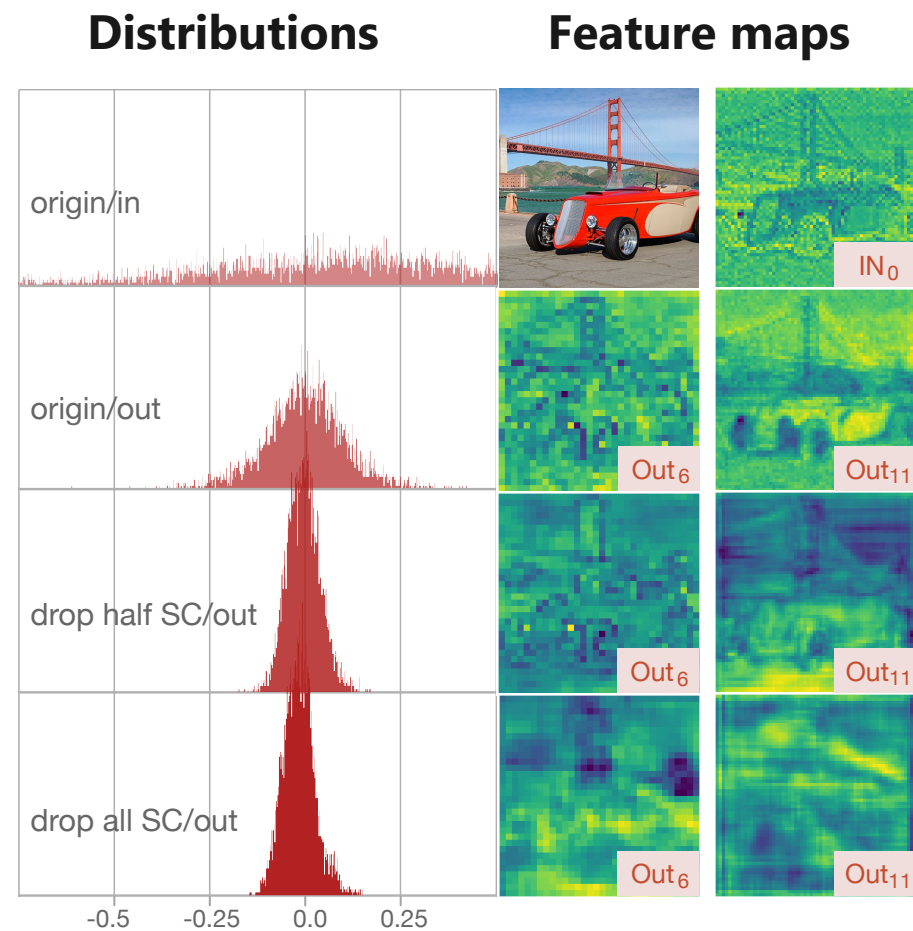 Distributions
Feature maps
origin/in
IN0
origin/out
Out6
Out11
drop half SC/out
Out6
Out11
drop all SC/out
Out6
Out11
-0.5
-0.25
0.0
0.25